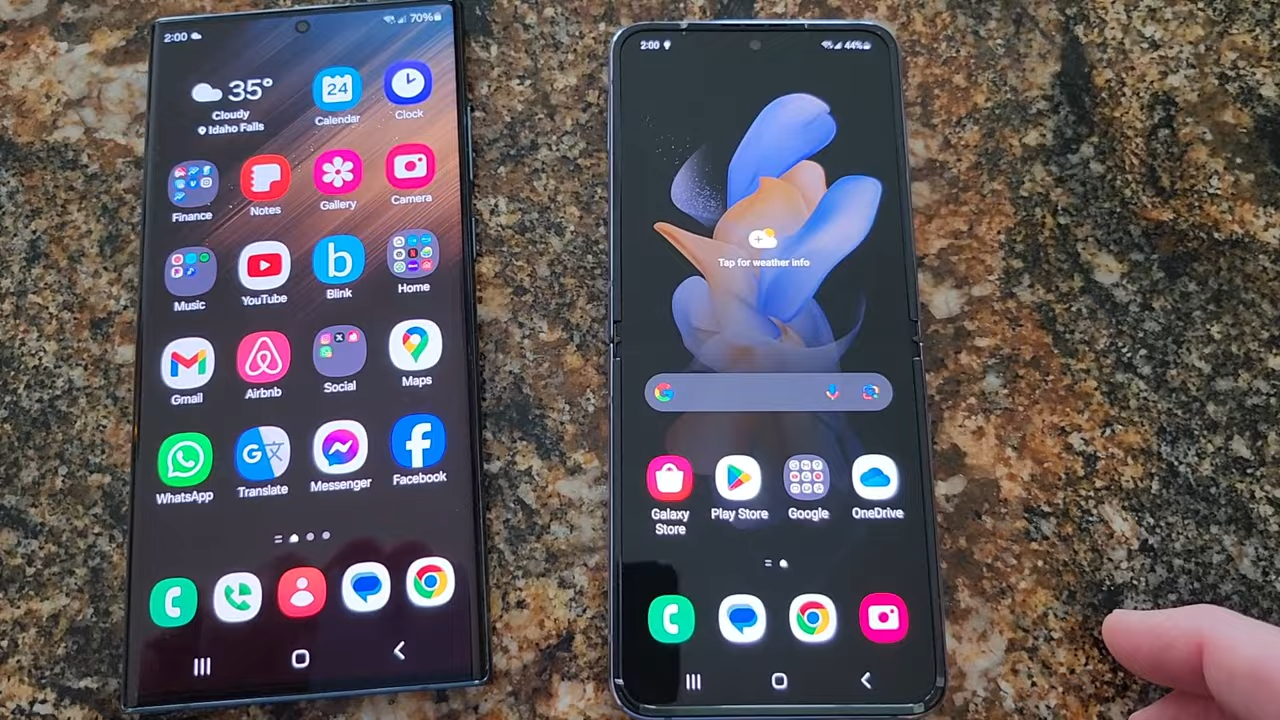 2:00
70%
35°
Cloudy
Idaho Falls
24
Calendar
Clock
Finance
Notes
Gallery
Camera
Music
YouTube
b
Blink
Home
Gmail
Airbnb
Social
Maps
WhatsApp
G文
Translate
Messenger
f
Facebook
2:00
44%
Tap for weather info
G
Galaxy
Store
Play Store
Google
OneDrive